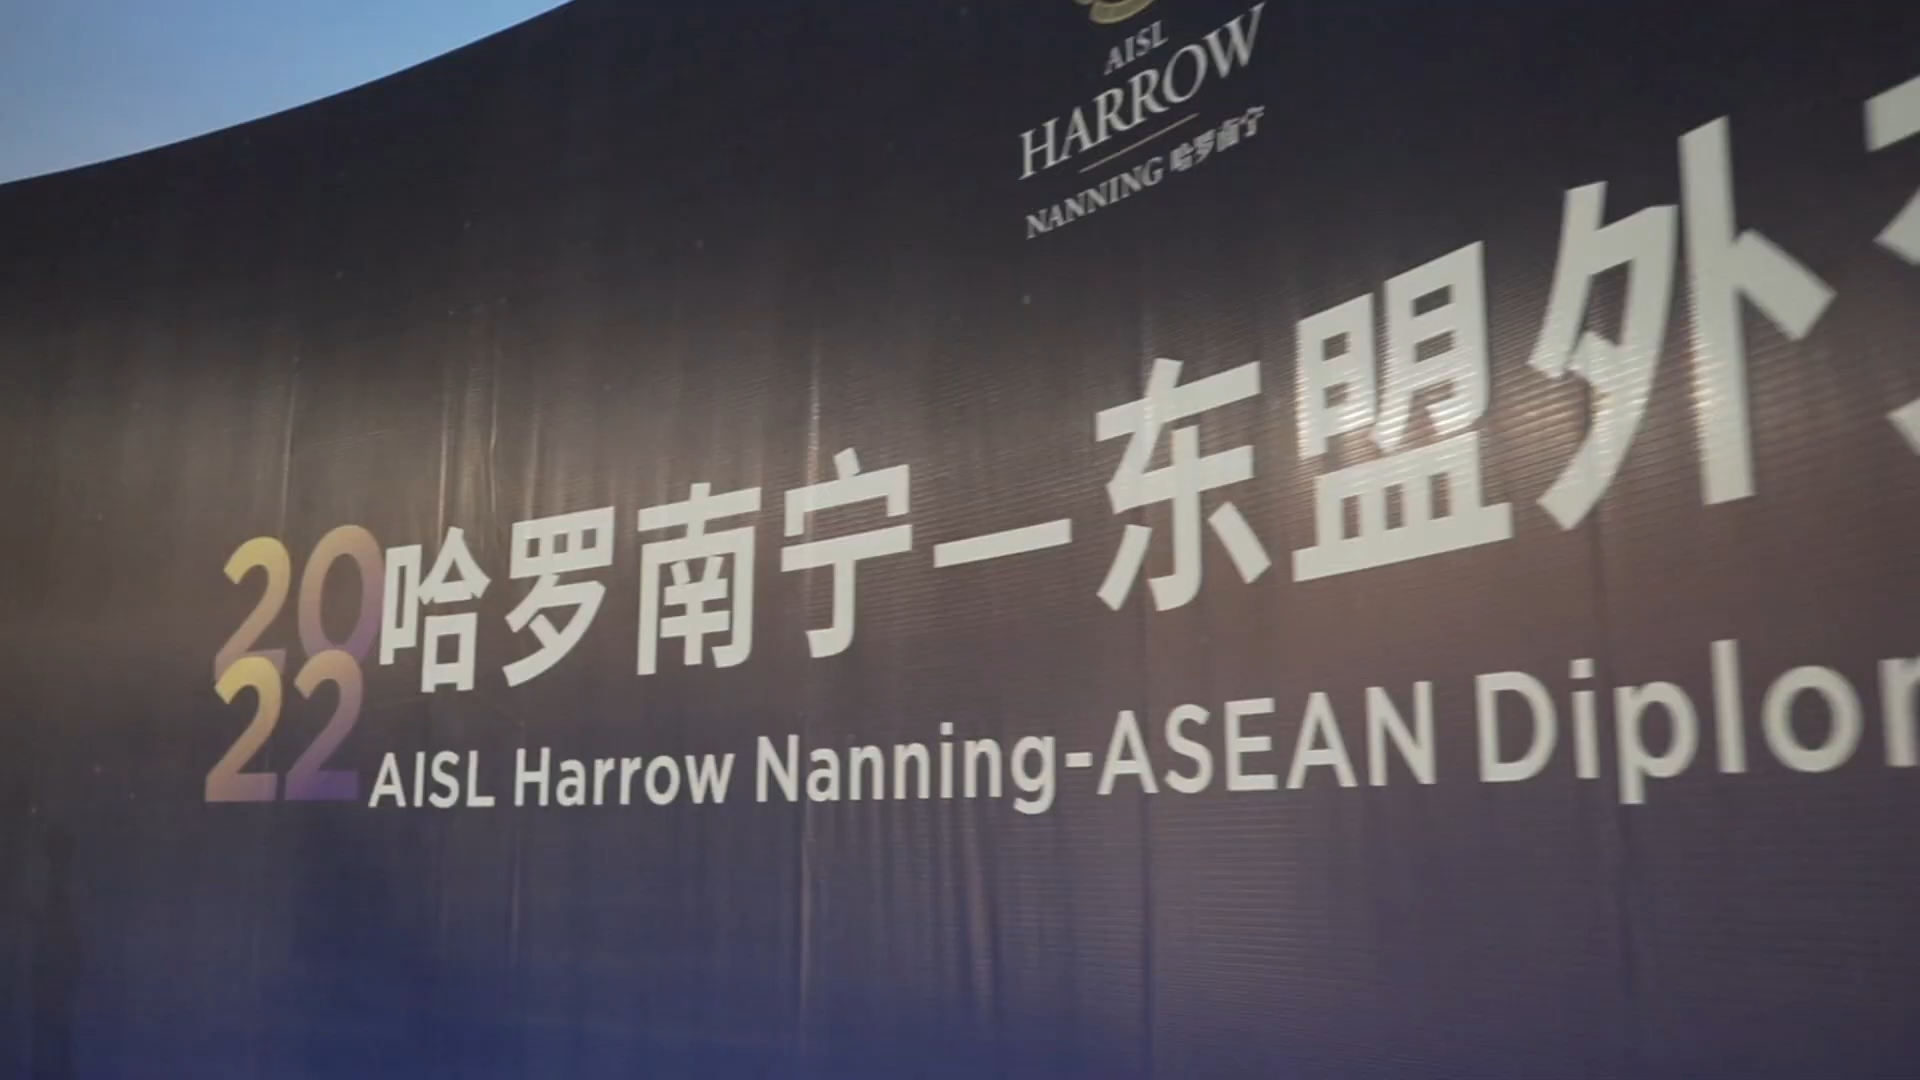 AISL
HARROW
NANNING 哈罗南宁
2022
哈罗南宁—东盟外
AISL Harrow Nanning-ASEAN Diplom